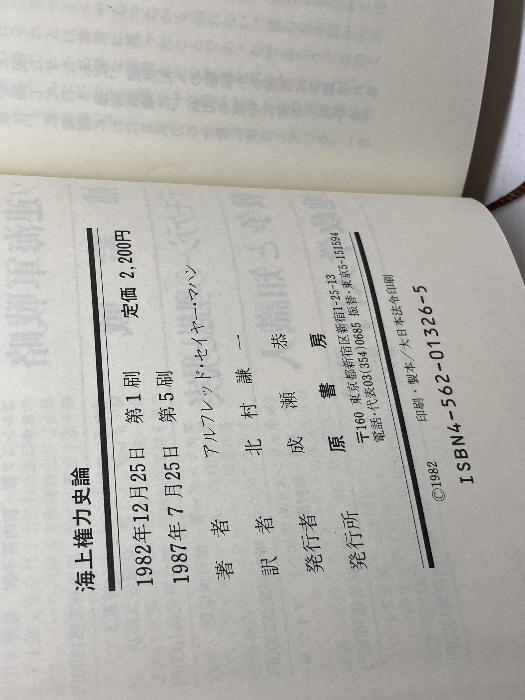 海上権力史論
1982年12月25日 第1刷 定価 2,200円
1987年7月25日 第5刷
著者 アルフレッド・セイヤー・マハン
訳者 北村謙一
発行者 成瀬恭
発行所 原書房
〒160 東京都新宿区新宿1-25-13
電話・代表03(354)0685 振替・東京5-151594
印刷・製本/大日本法令印刷
©1982
ISBN4-562-01326-5